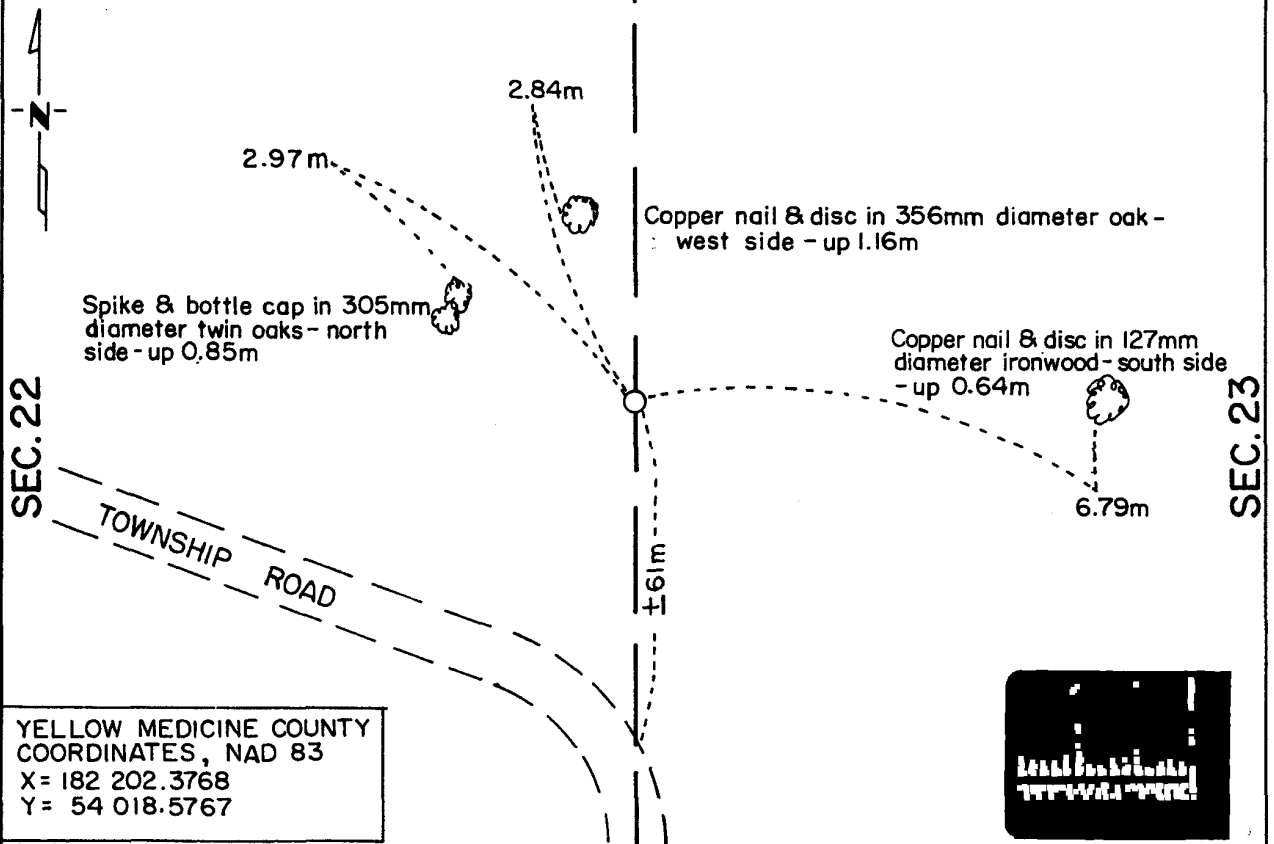 2.84m
N
2.97m
Copper nail & disc in 356mm diameter oak -
west side - up 1.16m
Spike & bottle cap in 305mm
diameter twin oaks - north
side - up 0.85m
Copper nail & disc in 127mm
diameter ironwood - south side
- up 0.64m
SEC. 22
SEC. 23
6.79m
TOWNSHIP ROAD
±61m
YELLOW MEDICINE COUNTY
COORDINATES, NAD 83
X= 182 202.3768
Y= 54 018.5767